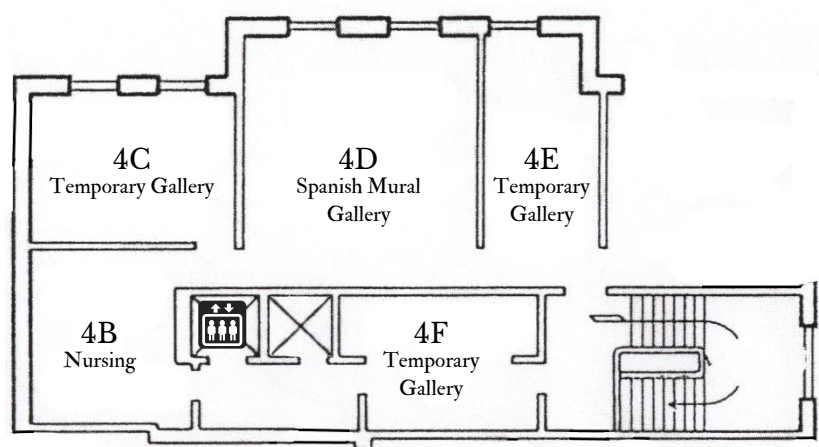 4C
Temporary Gallery
4D
Spanish Mural
Gallery
4E
Temporary
Gallery
4B
Nursing
4F
Temporary
Gallery